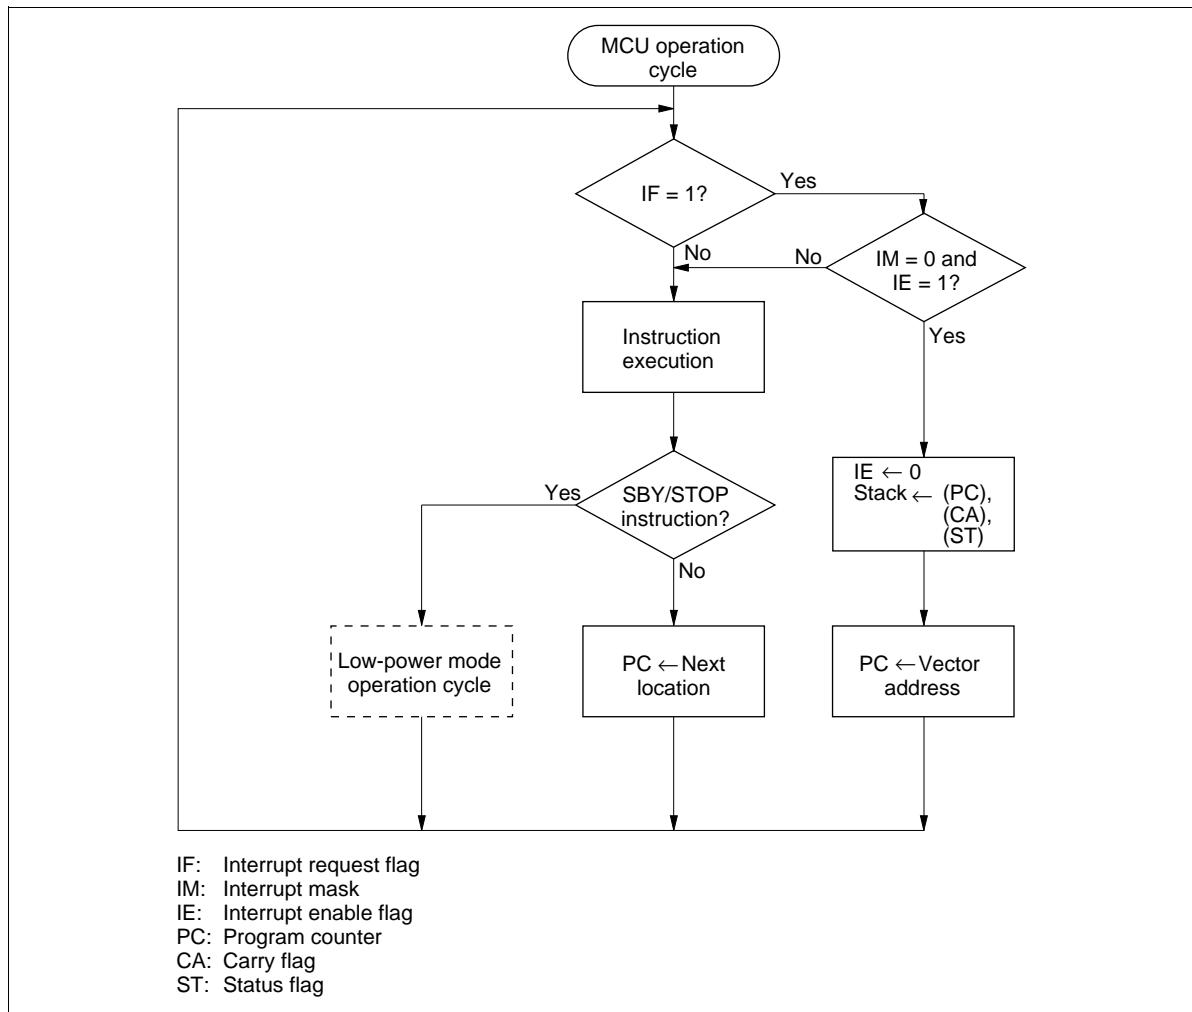 MCU operation
cycle
IF = 1?
Yes
No
No
IM = 0 and
IE = 1?
Yes
Instruction
execution
IE ← 0
Stack ← (PC),
(CA),
(ST)
Yes
SBY/STOP
instruction?
No
Low-power mode
operation cycle
PC ← Next
location
PC ← Vector
address
IF: Interrupt request flag
IM: Interrupt mask
IE: Interrupt enable flag
PC: Program counter
CA: Carry flag
ST: Status flag